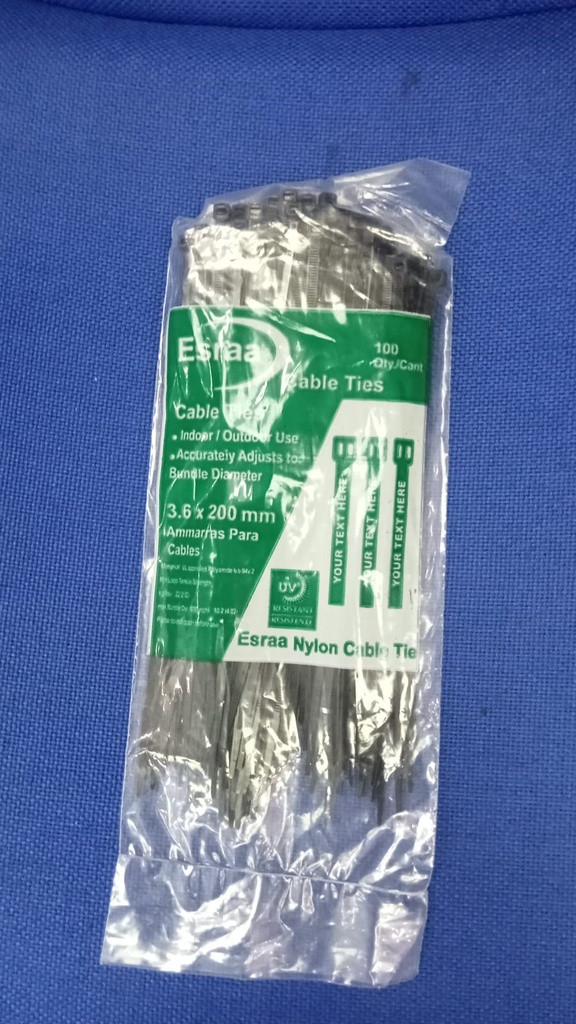 Esraa
100
Qty./Cant
Cable Ties
Cable Ties
• Indoor / Outdoor Use
• Accurately Adjusts to
Bundle Diameter
3.6 x 200 mm
Ammarras Para
Cables
YOUR TEXT HERE
YOUR TEXT HERE
YOUR TEXT HERE
UV
RESISTANT
Esraa Nylon Cable Tie